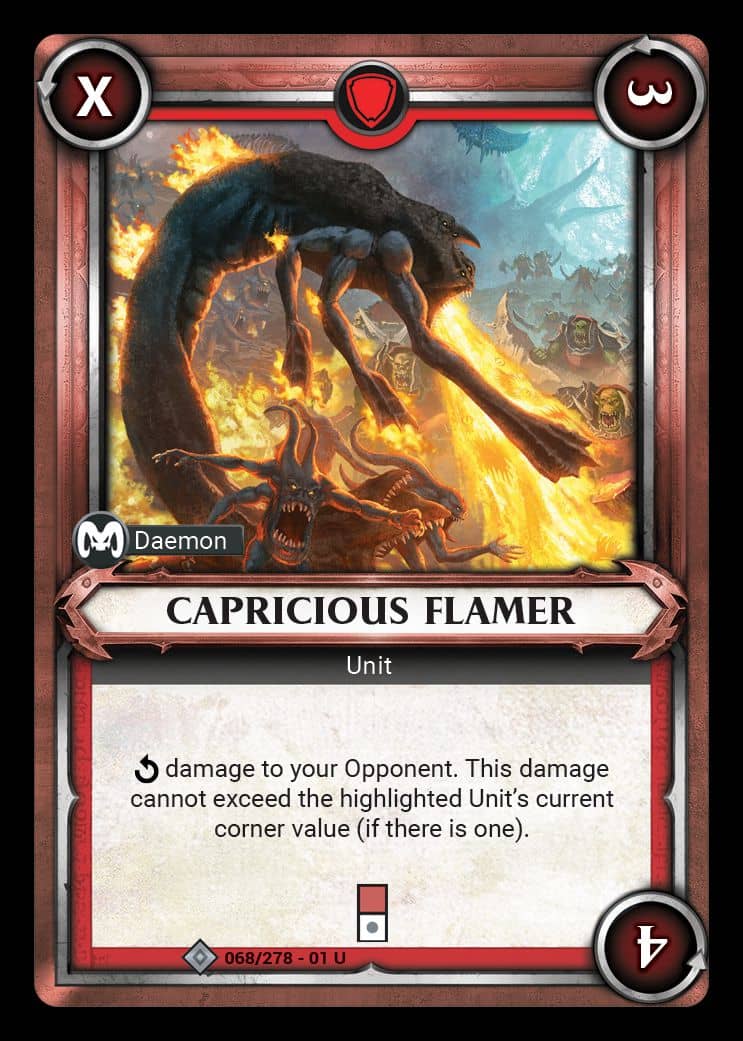 X
3
Daemon
CAPRICIOUS FLAMER
Unit
damage to your Opponent. This damage
cannot exceed the highlighted Unit's current
corner value (if there is one).
068/278 - 01 U
4